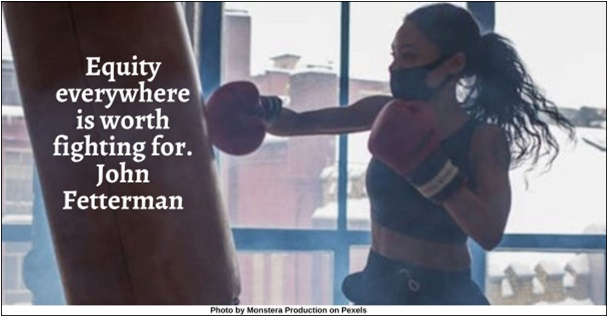 Equity
everywhere
is worth
fighting for.
John
Fetterman
Photo by Monstera Production on Pexels